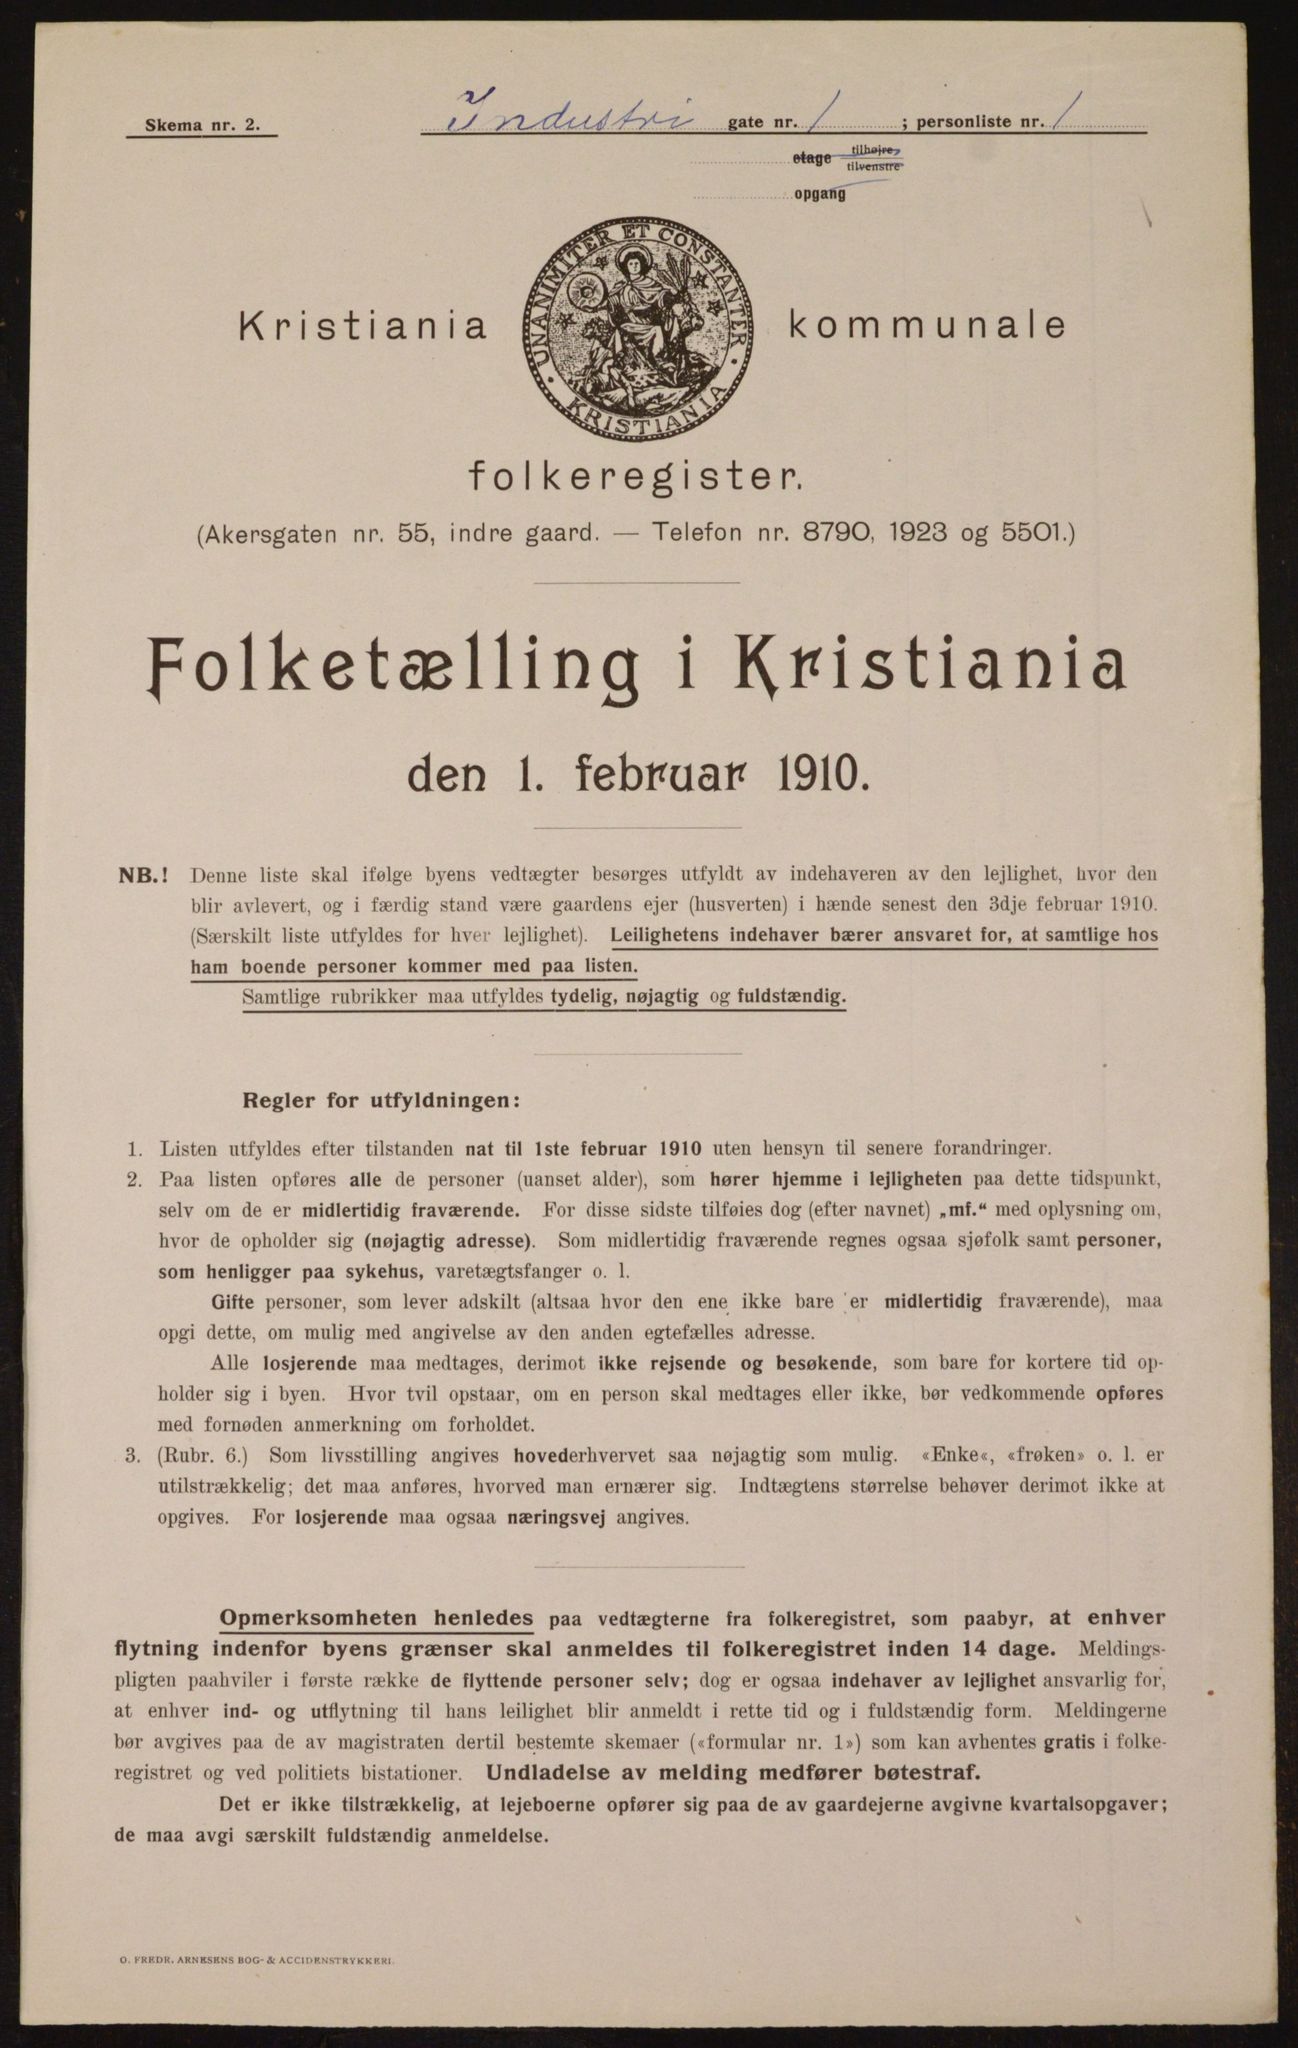 Skema nr. 2.
Industri gate nr. 1 ; personliste nr. 1
etage tilhøjre
tilvenstre
opgang
UNANIMITER ET CONSTANTER
KRISTIANIA
Kristiania kommunale
folkeregister.
(Akersgaten nr. 55, indre gaard. — Telefon nr. 8790, 1923 og 5501.)
Folketælling i Kristiania
den 1. februar 1910.
NB.! Denne liste skal ifølge byens vedtægter besørges utfyldt av indehaveren av den lejlighet, hvor den
blir avlevert, og i færdig stand være gaardens ejer (husverten) i hænde senest den 3dje februar 1910.
(Særskilt liste utfyldes for hver lejlighet). Leilighetens indehaver bærer ansvaret for, at samtlige hos
ham boende personer kommer med paa listen.
Samtlige rubrikker maa utfyldes tydelig, nøjagtig og fuldstændig.
Regler for utfyldningen:
1. Listen utfyldes efter tilstanden nat til 1ste februar 1910 uten hensyn til senere forandringer.
2. Paa listen opføres alle de personer (uanset alder), som hører hjemme i lejligheten paa dette tidspunkt,
selv om de er midlertidig fraværende. For disse sidste tilføies dog (efter navnet) „mf.“ med oplysning om,
hvor de opholder sig (nøjagtig adresse). Som midlertidig fraværende regnes ogsaa sjøfolk samt personer,
som henligger paa sykehus, varetægtsfanger o. l.
Gifte personer, som lever adskilt (altsaa hvor den ene ikke bare er midlertidig fraværende), maa
opgi dette, om mulig med angivelse av den anden egtefælles adresse.
Alle losjerende maa medtages, derimot ikke rejsende og besøkende, som bare for kortere tid op-
holder sig i byen. Hvor tvil opstaar, om en person skal medtages eller ikke, bør vedkommende opføres
med fornøden anmerkning om forholdet.
3. (Rubr. 6.) Som livsstilling angives hovederhvervet saa nøjagtig som mulig. «Enke«, «frøken» o. l. er
utilstrækkelig; det maa anføres, hvorved man ernærer sig. Indtægtens størrelse behøver derimot ikke at
opgives. For losjerende maa ogsaa næringsvej angives.
Opmerksomheten henledes paa vedtægterne fra folkeregistret, som paabyr, at enhver
flytning indenfor byens grænser skal anmeldes til folkeregistret inden 14 dage. Meldings-
pligten paahviler i første række de flyttende personer selv; dog er ogsaa indehaver av lejlighet ansvarlig for,
at enhver ind- og utflytning til hans leilighet blir anmeldt i rette tid og i fuldstændig form. Meldingerne
bør avgives paa de av magistraten dertil bestemte skemaer («formular nr. 1») som kan avhentes gratis i folke-
registret og ved politiets bistationer. Undladelse av melding medfører bøtestraf.
Det er ikke tilstrækkelig, at lejeboerne opfører sig paa de av gaardejerne avgivne kvartalsopgaver;
de maa avgi særskilt fuldstændig anmeldelse.
O. FREDR. ARNESENS BOG- & ACCIDENSTRYKKERI.